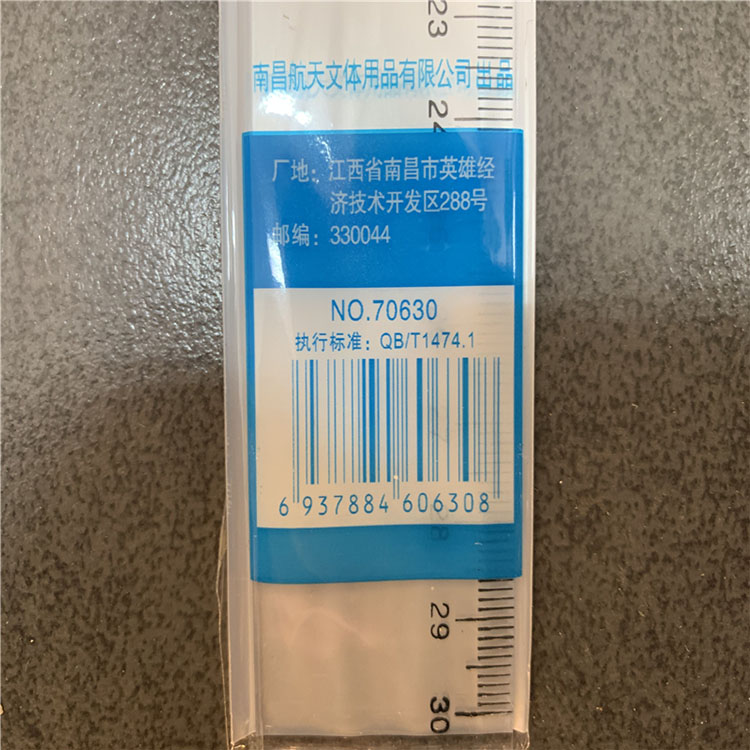 23
南昌航天文体用品有限公司出品
24
厂地：江西省南昌市英雄经
济技术开发区288号
邮编：330044
NO.70630
执行标准：QB/T1474.1
6 937884 606308
28
29
30